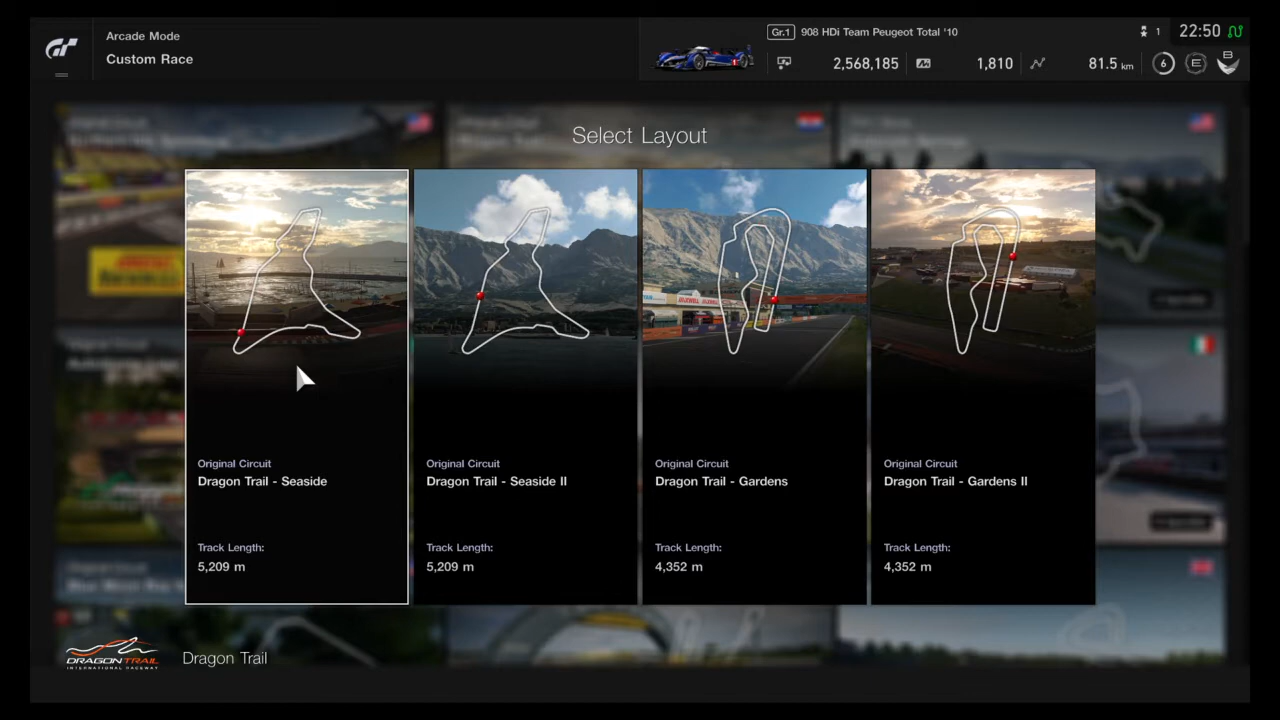 Arcade Mode
Custom Race
Gr.1 908 HDi Team Peugeot Total '10
1 22:50
2,568,185 1,810 81.5 km 6 E B
Select Layout
Original Circuit
Dragon Trail - Seaside
Track Length:
5,209 m
Original Circuit
Dragon Trail - Seaside II
Track Length:
5,209 m
Original Circuit
Dragon Trail - Gardens
Track Length:
4,352 m
Original Circuit
Dragon Trail - Gardens II
Track Length:
4,352 m
DRAGON TRAIL
INTERNATIONAL RACEWAY
Dragon Trail